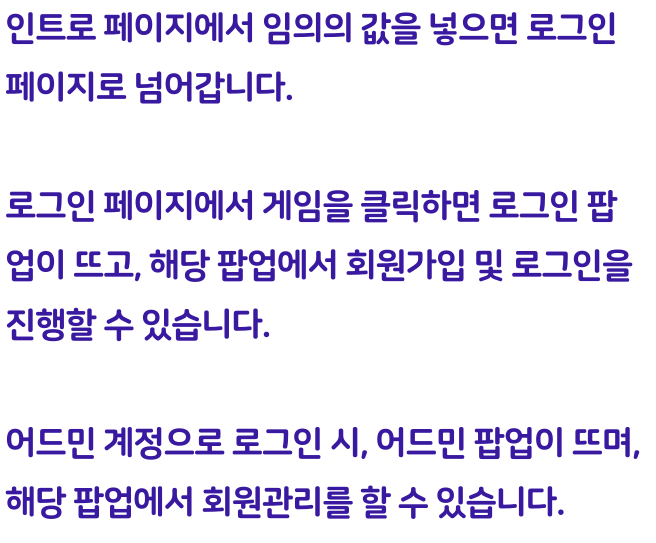 인트로 페이지에서 임의의 값을 넣으면 로그인
페이지로 넘어갑니다.
로그인 페이지에서 게임을 클릭하면 로그인 팝
업이 뜨고, 해당 팝업에서 회원가입 및 로그인을
진행할 수 있습니다.
어드민 계정으로 로그인 시, 어드민 팝업이 뜨며,
해당 팝업에서 회원관리를 할 수 있습니다.